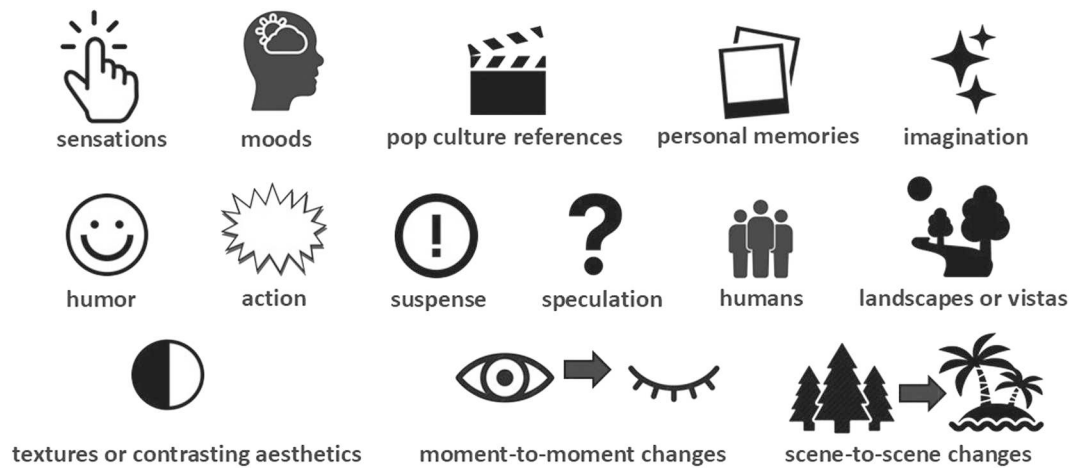 sensations moods pop culture references personal memories imagination
humor action suspense speculation humans landscapes or vistas
textures or contrasting aesthetics moment-to-moment changes scene-to-scene changes